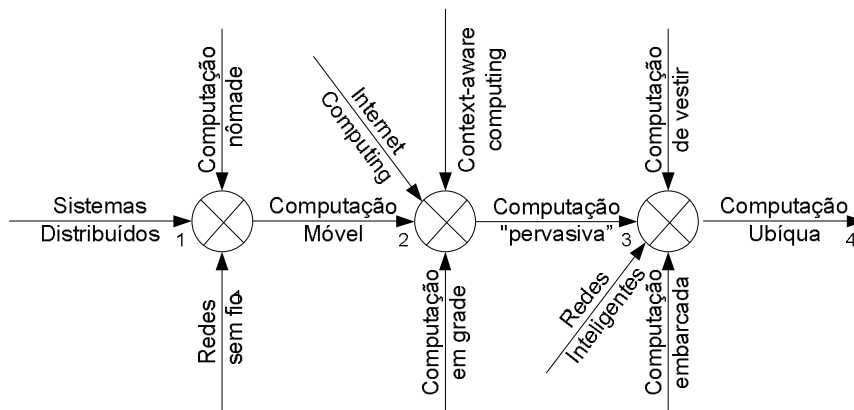 Computação
nômade
Internet
Computing
Context-aware
computing
Computação
de vestir
Sistemas
Distribuídos
1
Computação
Móvel
2
Computação
"pervasiva”
3
Computação
Ubíqua
4
Redes
sem fio
Computação
em grade
Redes
Inteligentes
Computação
embarcada